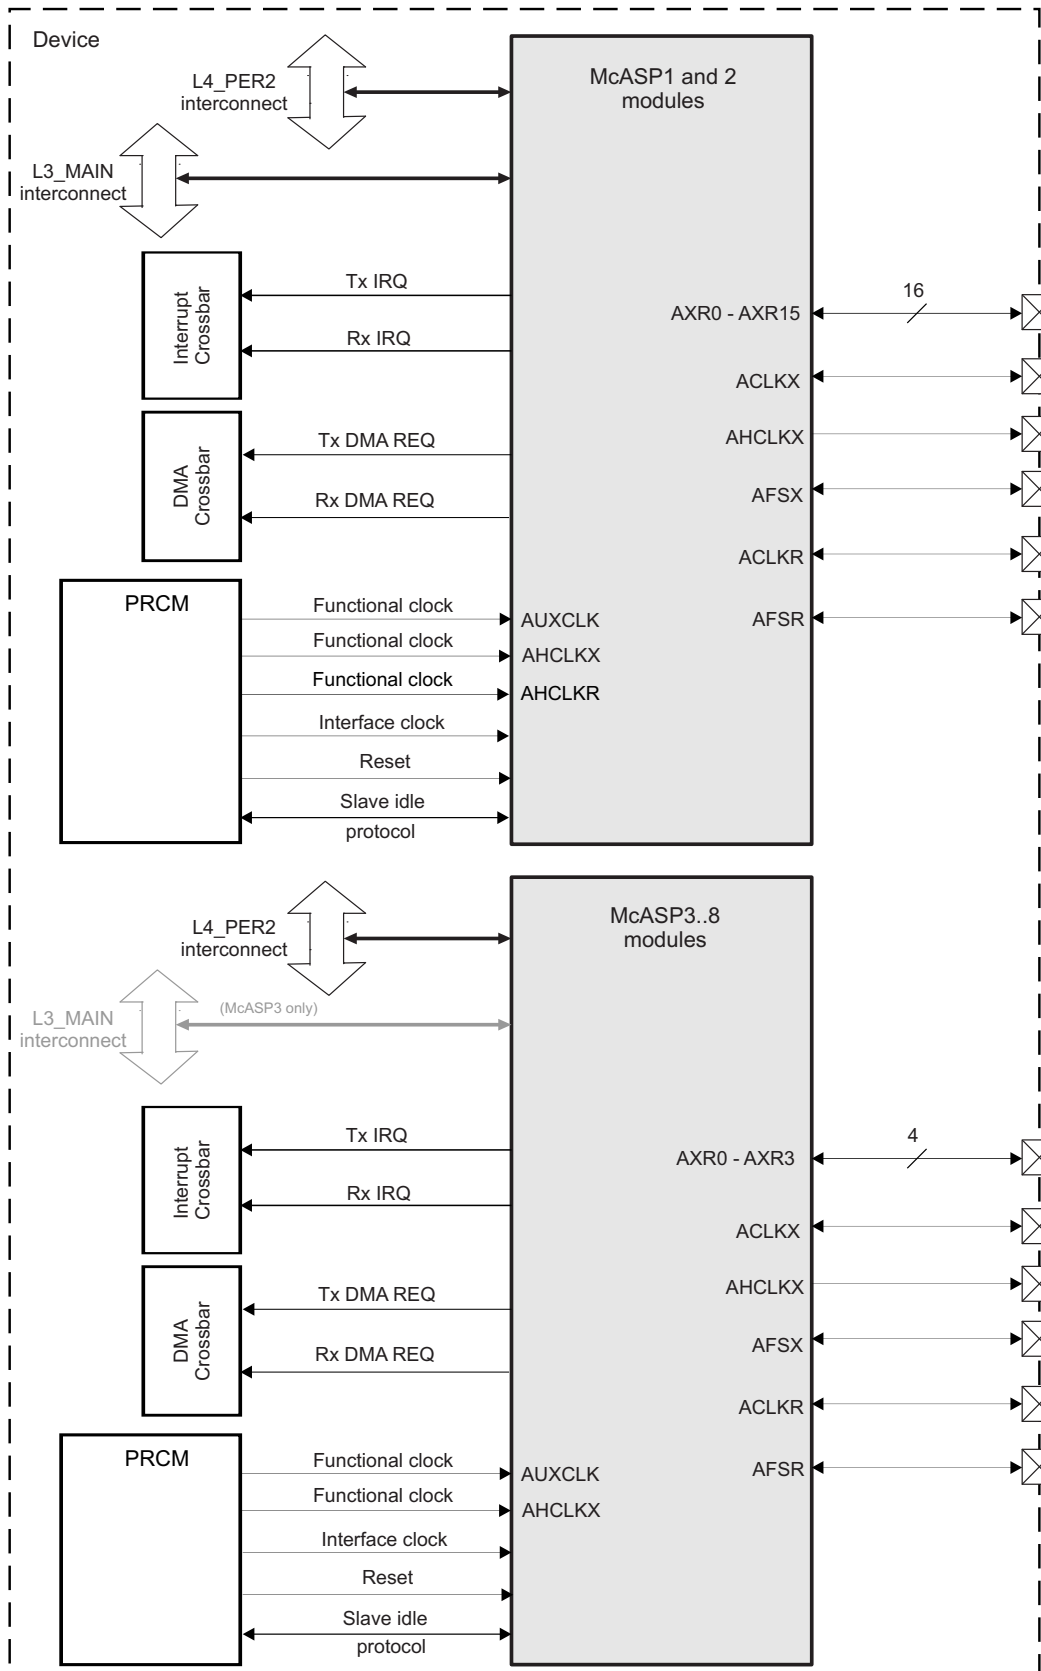 Device
L4_PER2
interconnect
McASP1 and 2
modules
L3_MAIN
interconnect
Interrupt
Crossbar
Tx IRQ
Rx IRQ
AXR0 - AXR15
16
ACLKX
DMA
Crossbar
Tx DMA REQ
Rx DMA REQ
AHCLKX
AFSX
ACLKR
AFSR
PRCM
Functional clock
AUXCLK
Functional clock
AHCLKX
Functional clock
AHCLKR
Interface clock
Reset
Slave idle
protocol
L4_PER2
interconnect
McASP3..8
modules
L3_MAIN
interconnect
(McASP3 only)
Interrupt
Crossbar
Tx IRQ
Rx IRQ
AXR0 - AXR3
4
ACLKX
DMA
Crossbar
Tx DMA REQ
Rx DMA REQ
AHCLKX
AFSX
ACLKR
AFSR
PRCM
Functional clock
AUXCLK
Functional clock
AHCLKX
Interface clock
Reset
Slave idle
protocol